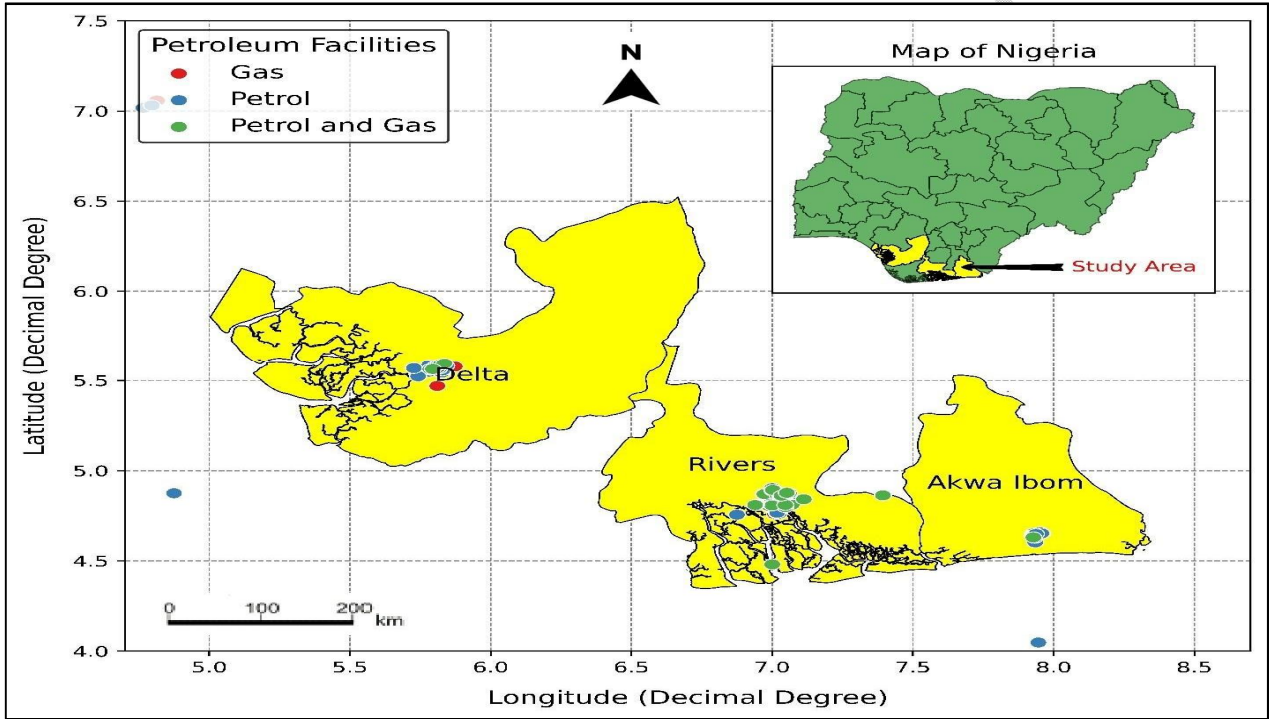 Petroleum Facilities
Gas
Petrol
Petrol and Gas
N
Map of Nigeria
Study Area
Delta
Rivers
Akwa Ibom
0 100 200
km
7.5
7.0
6.5
6.0
5.5
5.0
4.5
4.0
Latitude (Decimal Degree)
5.0 5.5 6.0 6.5 7.0 7.5 8.0 8.5
Longitude (Decimal Degree)